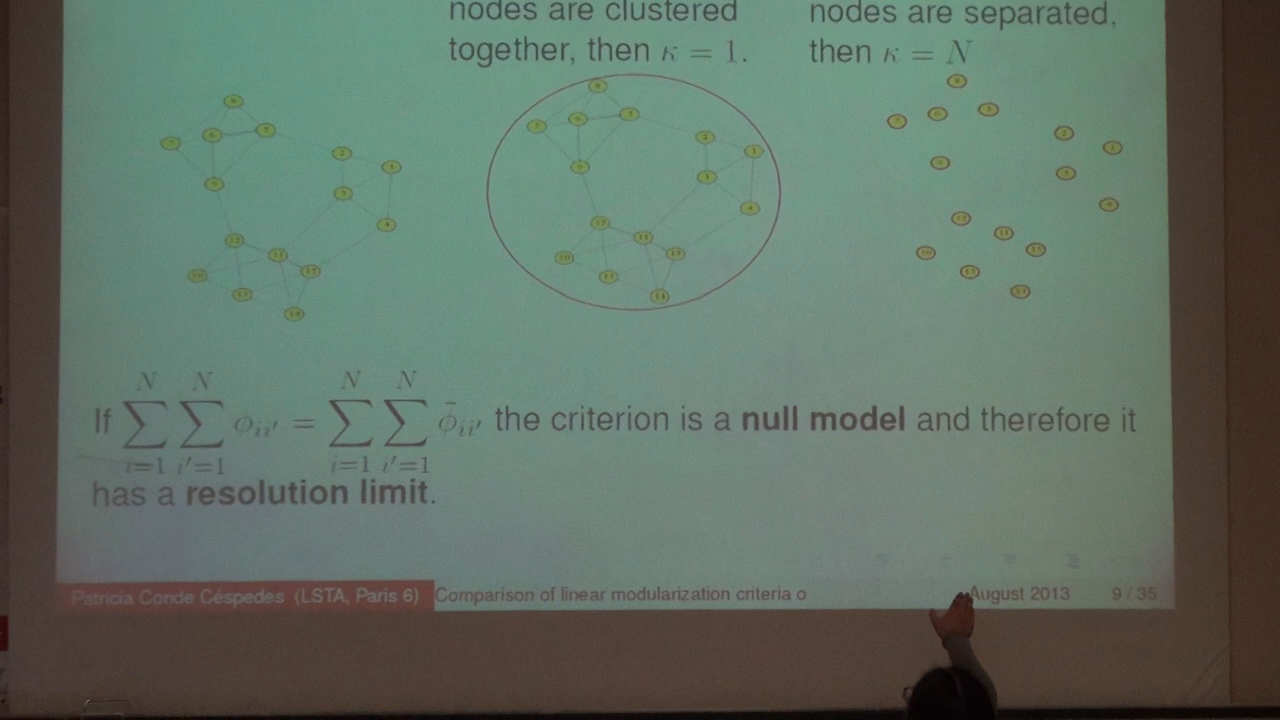 nodes are clustered
together, then κ = 1.
nodes are separated,
then κ = N
N N N N
If ∑ ∑ ϕii′ = ∑ ∑ ϕ̄ii′ the criterion is a null model and therefore it
i=1 i′=1 i=1 i′=1
has a resolution limit.
Patricia Conde Céspedes (LSTA, Paris 6) Comparison of linear modularization criteria o August 2013 9 / 35